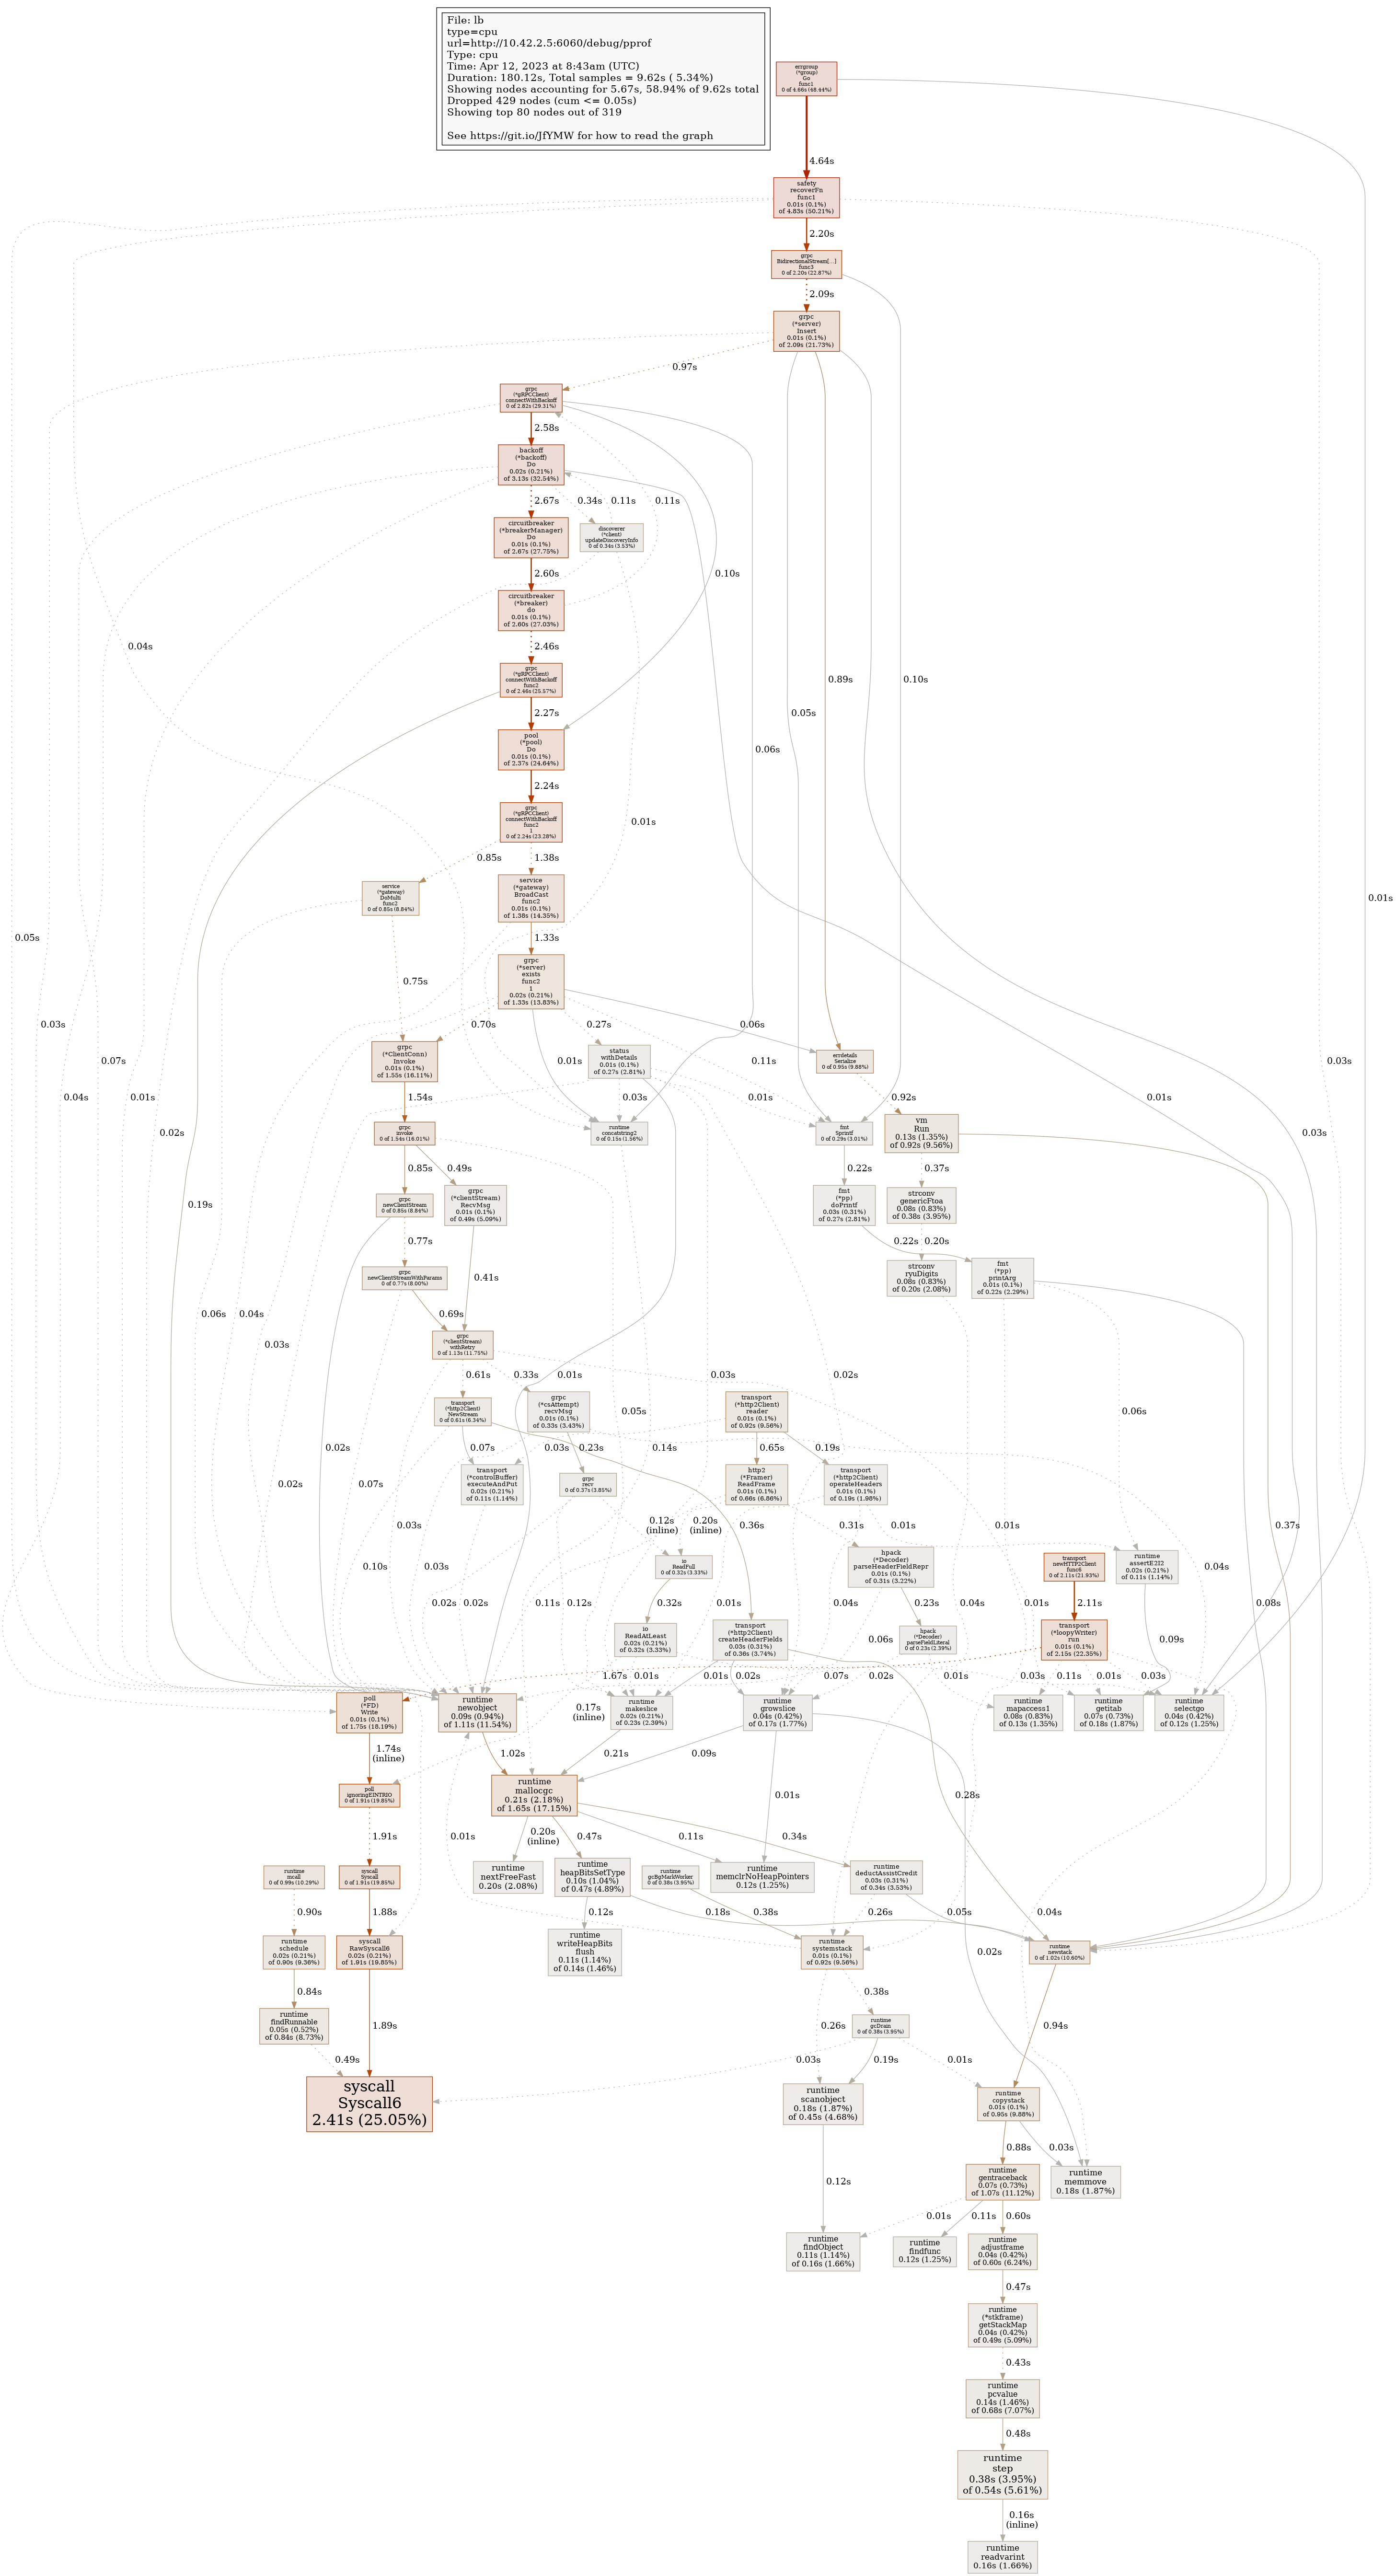 File: lb
type=cpu
url=http://10.42.2.5:6060/debug/pprof
Type: cpu
Time: Apr 12, 2023 at 8:43am (UTC)
Duration: 180.12s, Total samples = 9.62s ( 5.34%)
Showing nodes accounting for 5.67s, 58.94% of 9.62s total
Dropped 429 nodes (cum <= 0.05s)
Showing top 80 nodes out of 319
See https://git.io/JfYMW for how to read the graph
errgroup
(*group)
Go
func1
0 of 4.66s (48.44%)
4.64s
safety
recoverFn
func1
0.01s (0.1%)
of 4.83s (50.21%)
2.20s
grpc
BidirectionalStream[...]
func3
0 of 2.20s (22.87%)
2.09s
grpc
(*server)
Insert
0.01s (0.1%)
of 2.09s (21.73%)
0.97s
grpc
(*gRPCClient)
connectWithBackoff
0 of 2.82s (29.31%)
2.58s
backoff
(*backoff)
Do
0.02s (0.21%)
of 3.13s (32.54%)
2.67s
0.34s
0.11s
0.11s
circuitbreaker
(*breakerManager)
Do
0.01s (0.1%)
of 2.67s (27.75%)
discoverer
(*client)
updateDiscoveryInfo
0 of 0.34s (3.53%)
2.60s
0.10s
circuitbreaker
(*breaker)
do
0.01s (0.1%)
of 2.60s (27.03%)
0.04s
2.46s
grpc
(*gRPCClient)
connectWithBackoff
func2
0 of 2.46s (25.57%)
0.89s
0.10s
2.27s
0.05s
pool
(*pool)
Do
0.01s (0.1%)
of 2.37s (24.64%)
0.06s
2.24s
grpc
(*gRPCClient)
connectWithBackoff
func2
1
0 of 2.24s (23.28%)
0.01s
0.85s
1.38s
service
(*gateway)
DoMulti
func2
0 of 0.85s (8.84%)
service
(*gateway)
BroadCast
func2
0.01s (0.1%)
of 1.38s (14.35%)
0.01s
0.05s
1.33s
grpc
(*server)
exists
func2
1
0.02s (0.21%)
of 1.33s (13.83%)
0.75s
0.03s
0.70s
0.27s
0.06s
0.03s
0.07s
0.01s
0.11s
grpc
(*ClientConn)
Invoke
0.01s (0.1%)
of 1.55s (16.11%)
status
withDetails
0.01s (0.1%)
of 0.27s (2.81%)
errdetails
Serialize
0 of 0.95s (9.88%)
0.04s
0.01s
1.54s
0.03s
0.01s
0.92s
0.01s
0.02s
grpc
invoke
0 of 1.54s (16.01%)
runtime
concatstring2
0 of 0.15s (1.56%)
fmt
Sprintf
0 of 0.29s (3.01%)
vm
Run
0.13s (1.35%)
of 0.92s (9.56%)
0.03s
0.85s
0.49s
0.22s
0.37s
0.19s
grpc
newClientStream
0 of 0.85s (8.84%)
grpc
(*clientStream)
RecvMsg
0.01s (0.1%)
of 0.49s (5.09%)
fmt
(*pp)
doPrintf
0.03s (0.31%)
of 0.27s (2.81%)
strconv
genericFtoa
0.08s (0.83%)
of 0.38s (3.95%)
0.77s
0.22s
0.20s
grpc
newClientStreamWithParams
0 of 0.77s (8.00%)
0.41s
strconv
ryuDigits
0.08s (0.83%)
of 0.20s (2.08%)
fmt
(*pp)
printArg
0.01s (0.1%)
of 0.22s (2.29%)
0.06s
0.04s
0.69s
0.03s
grpc
(*clientStream)
withRetry
0 of 1.13s (11.75%)
0.61s
0.33s
0.01s
0.03s
0.02s
transport
(*http2Client)
NewStream
0 of 0.61s (6.34%)
grpc
(*csAttempt)
recvMsg
0.01s (0.1%)
of 0.33s (3.43%)
transport
(*http2Client)
reader
0.01s (0.1%)
of 0.92s (9.56%)
0.05s
0.06s
0.02s
0.07s
0.03s
0.23s
0.14s
0.65s
0.19s
0.02s
0.07s
transport
(*controlBuffer)
executeAndPut
0.02s (0.21%)
of 0.11s (1.14%)
grpc
recv
0 of 0.37s (3.85%)
http2
(*Framer)
ReadFrame
0.01s (0.1%)
of 0.66s (6.86%)
transport
(*http2Client)
operateHeaders
0.01s (0.1%)
of 0.19s (1.98%)
0.03s
0.12s
(inline)
0.20s
(inline)
0.36s
0.31s
0.01s
0.01s
0.37s
0.10s
0.03s
io
ReadFull
0 of 0.32s (3.33%)
hpack
(*Decoder)
parseHeaderFieldRepr
0.01s (0.1%)
of 0.31s (3.22%)
transport
newHTTP2Client
func6
0 of 2.11s (21.93%)
runtime
assertE2I2
0.02s (0.21%)
of 0.11s (1.14%)
0.04s
0.02s
0.02s
0.11s
0.12s
0.32s
0.01s
0.04s
0.23s
0.04s
0.01s
2.11s
0.08s
io
ReadAtLeast
0.02s (0.21%)
of 0.32s (3.33%)
transport
(*http2Client)
createHeaderFields
0.03s (0.31%)
of 0.36s (3.74%)
0.06s
hpack
(*Decoder)
parseFieldLiteral
0 of 0.23s (2.39%)
transport
(*loopyWriter)
run
0.01s (0.1%)
of 2.15s (22.35%)
0.09s
1.67s
0.01s
0.01s
0.02s
0.07s
0.02s
0.01s
0.03s
0.11s
0.01s
0.03s
poll
(*FD)
Write
0.01s (0.1%)
of 1.75s (18.19%)
runtime
newobject
0.09s (0.94%)
of 1.11s (11.54%)
0.17s
(inline)
runtime
makeslice
0.02s (0.21%)
of 0.23s (2.39%)
runtime
growslice
0.04s (0.42%)
of 0.17s (1.77%)
runtime
mapaccess1
0.08s (0.83%)
of 0.13s (1.35%)
runtime
getitab
0.07s (0.73%)
of 0.18s (1.87%)
runtime
selectgo
0.04s (0.42%)
of 0.12s (1.25%)
1.74s
(inline)
1.02s
0.21s
0.09s
poll
ignoringEINTRIO
0 of 1.91s (19.85%)
runtime
mallocgc
0.21s (2.18%)
of 1.65s (17.15%)
0.01s
0.28s
1.91s
0.01s
0.20s
(inline)
0.47s
0.11s
0.34s
runtime
mcall
0 of 0.99s (10.29%)
syscall
Syscall
0 of 1.91s (19.85%)
runtime
nextFreeFast
0.20s (2.08%)
runtime
heapBitsSetType
0.10s (1.04%)
of 0.47s (4.89%)
runtime
gcBgMarkWorker
0 of 0.38s (3.95%)
runtime
memclrNoHeapPointers
0.12s (1.25%)
runtime
deductAssistCredit
0.03s (0.31%)
of 0.34s (3.53%)
0.90s
1.88s
0.12s
0.18s
0.38s
0.26s
0.05s
0.04s
runtime
schedule
0.02s (0.21%)
of 0.90s (9.36%)
syscall
RawSyscall6
0.02s (0.21%)
of 1.91s (19.85%)
runtime
writeHeapBits
flush
0.11s (1.14%)
of 0.14s (1.46%)
runtime
systemstack
0.01s (0.1%)
of 0.92s (9.56%)
0.02s
runtime
newstack
0 of 1.02s (10.60%)
0.84s
0.38s
runtime
findRunnable
0.05s (0.52%)
of 0.84s (8.73%)
1.89s
0.26s
runtime
gcDrain
0 of 0.38s (3.95%)
0.94s
0.49s
0.03s
0.19s
0.01s
syscall
Syscall6
2.41s (25.05%)
runtime
scanobject
0.18s (1.87%)
of 0.45s (4.68%)
runtime
copystack
0.01s (0.1%)
of 0.95s (9.88%)
0.88s
0.03s
0.12s
runtime
gentraceback
0.07s (0.73%)
of 1.07s (11.12%)
runtime
memmove
0.18s (1.87%)
0.01s
0.11s
0.60s
runtime
findObject
0.11s (1.14%)
of 0.16s (1.66%)
runtime
findfunc
0.12s (1.25%)
runtime
adjustframe
0.04s (0.42%)
of 0.60s (6.24%)
0.47s
runtime
(*stkframe)
getStackMap
0.04s (0.42%)
of 0.49s (5.09%)
0.43s
runtime
pcvalue
0.14s (1.46%)
of 0.68s (7.07%)
0.48s
runtime
step
0.38s (3.95%)
of 0.54s (5.61%)
0.16s
(inline)
runtime
readvarint
0.16s (1.66%)